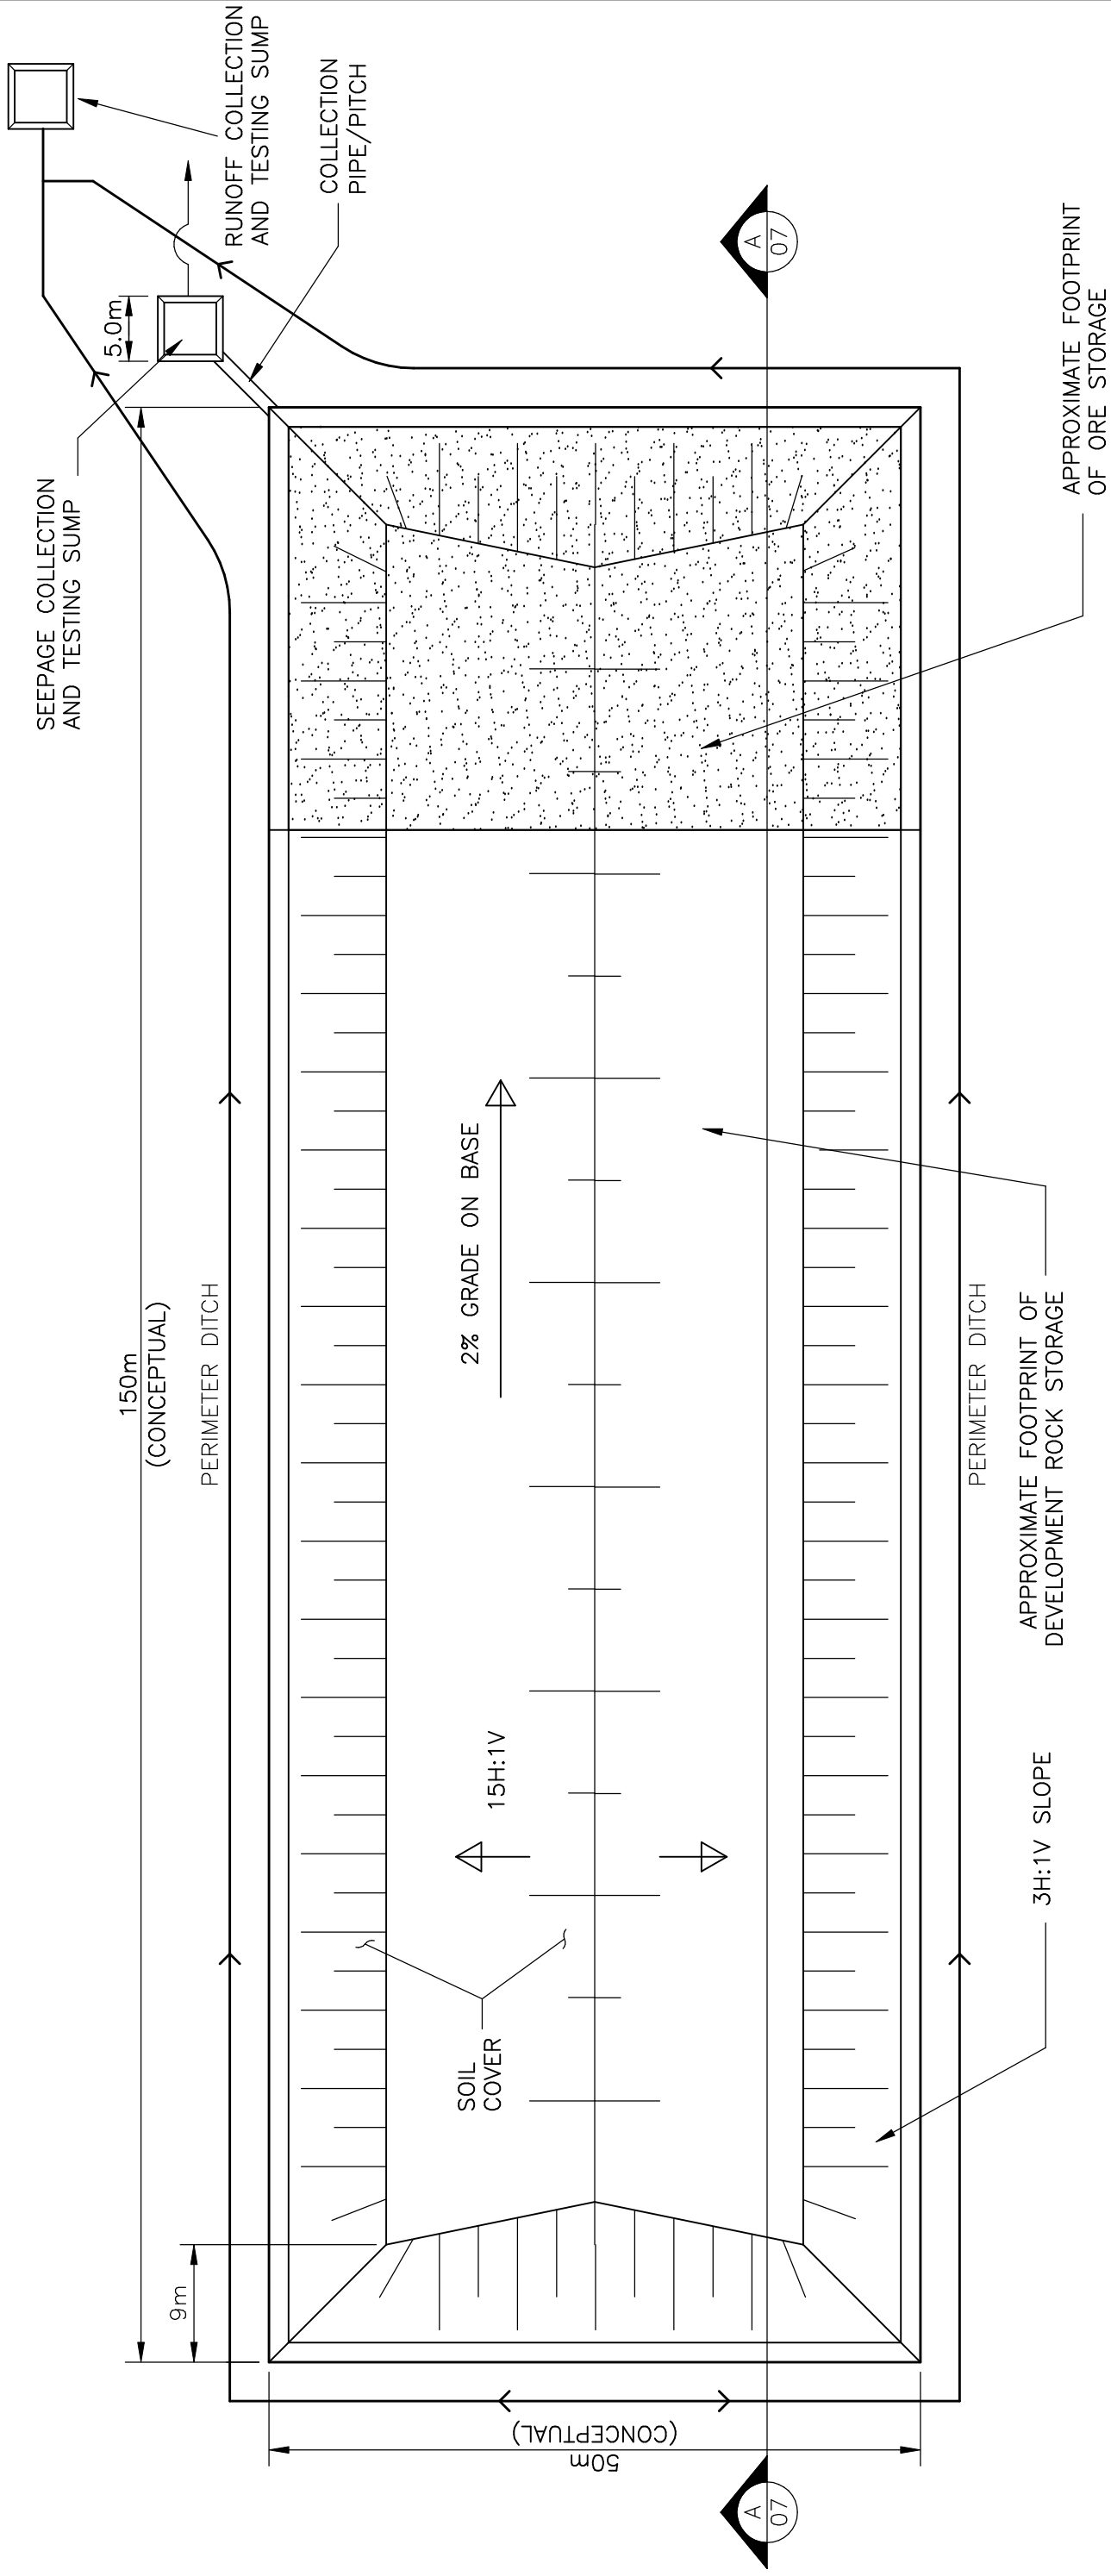 SEEPAGE COLLECTION
AND TESTING SUMP
RUNOFF COLLECTION
AND TESTING SUMP
COLLECTION
PIPE/PITCH
5.0m
150m
(CONCEPTUAL)
PERIMETER DITCH
9m
2% GRADE ON BASE
15H:1V
SOIL
COVER
50m
(CONCEPTUAL)
A
07
A
07
PERIMETER DITCH
3H:1V SLOPE
APPROXIMATE FOOTPRINT OF
DEVELOPMENT ROCK STORAGE
APPROXIMATE FOOTPRINT
OF ORE STORAGE